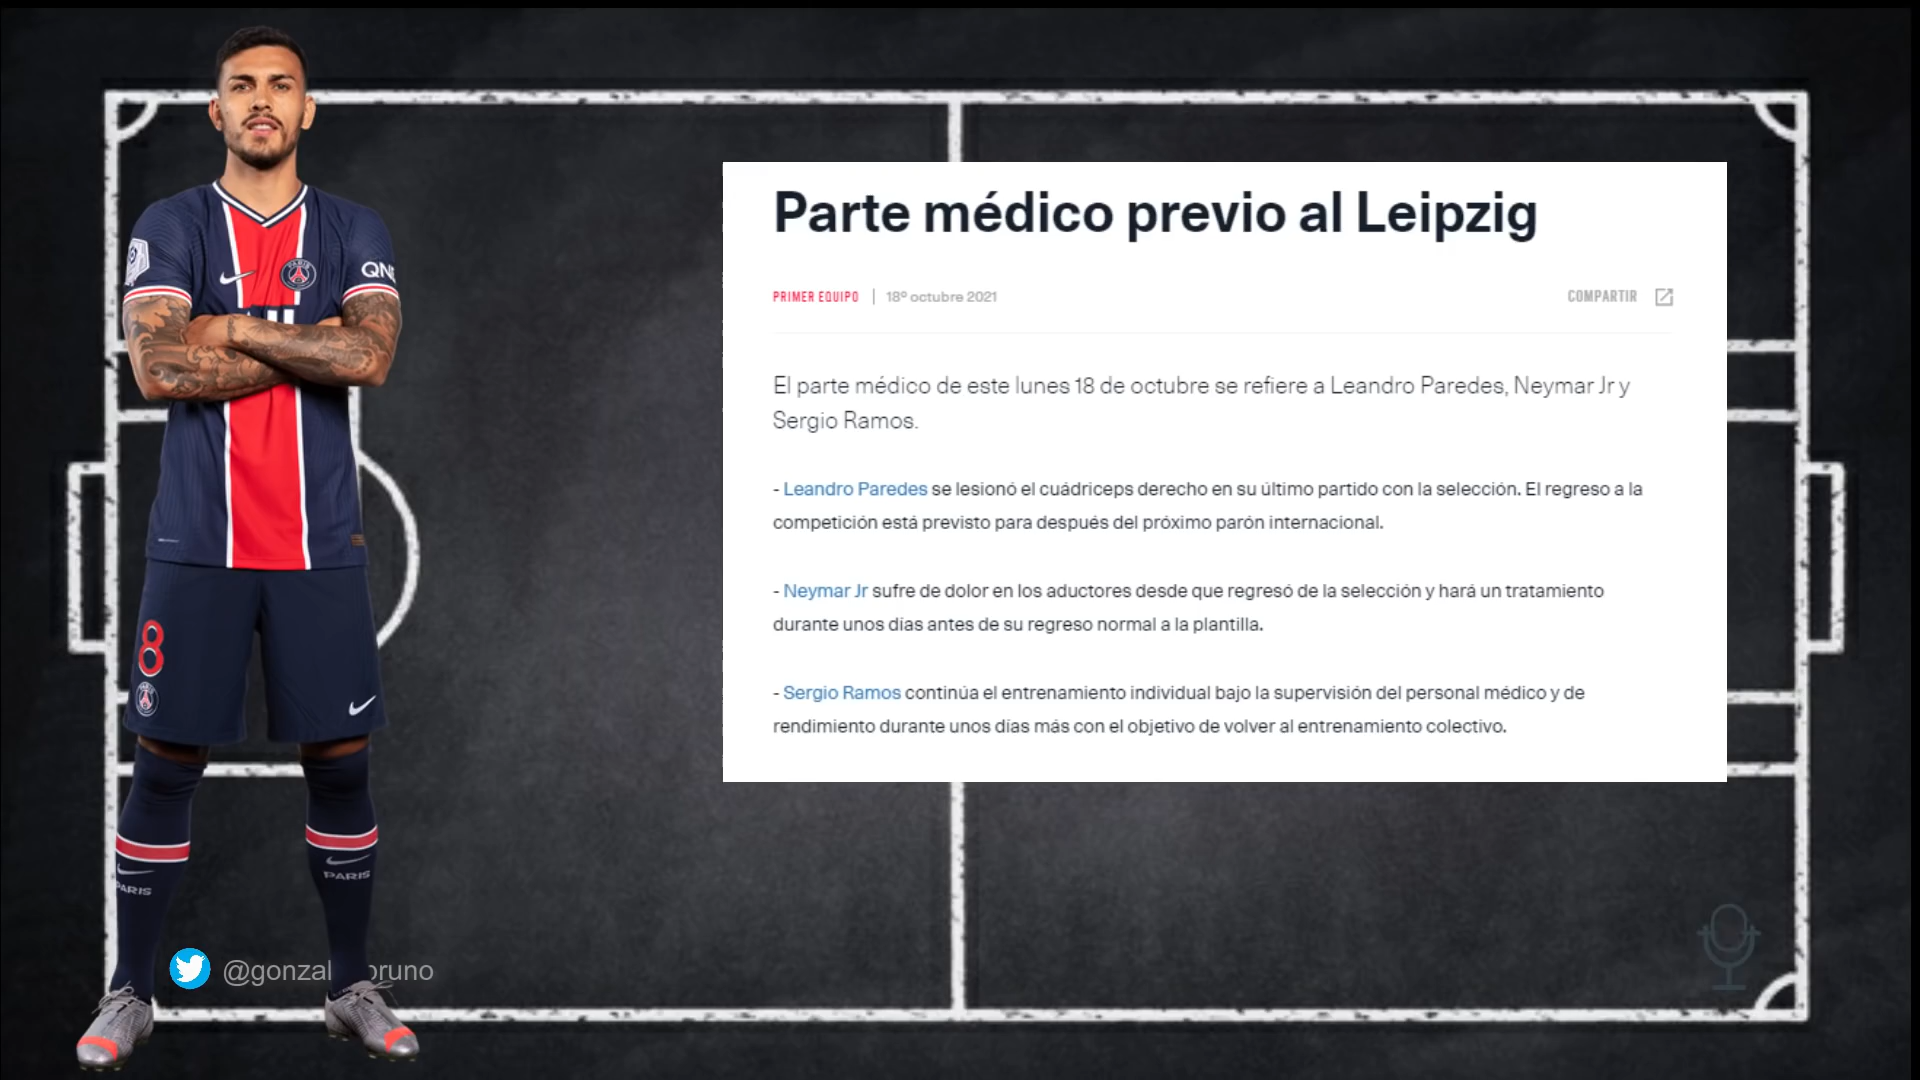 Parte médico previo al Leipzig
PRIMER EQUIPO | 18º octubre 2021 COMPARTIR
El parte médico de este lunes 18 de octubre se refiere a Leandro Paredes, Neymar Jr y
Sergio Ramos.
- Leandro Paredes se lesionó el cuádriceps derecho en su último partido con la selección. El regreso a la
competición está previsto para después del próximo parón internacional.
- Neymar Jr sufre de dolor en los aductores desde que regresó de la selección y hará un tratamiento
durante unos días antes de su regreso normal a la plantilla.
- Sergio Ramos continúa el entrenamiento individual bajo la supervisión del personal médico y de
rendimiento durante unos días más con el objetivo de volver al entrenamiento colectivo.
PARIS
8
PARIS
PARIS